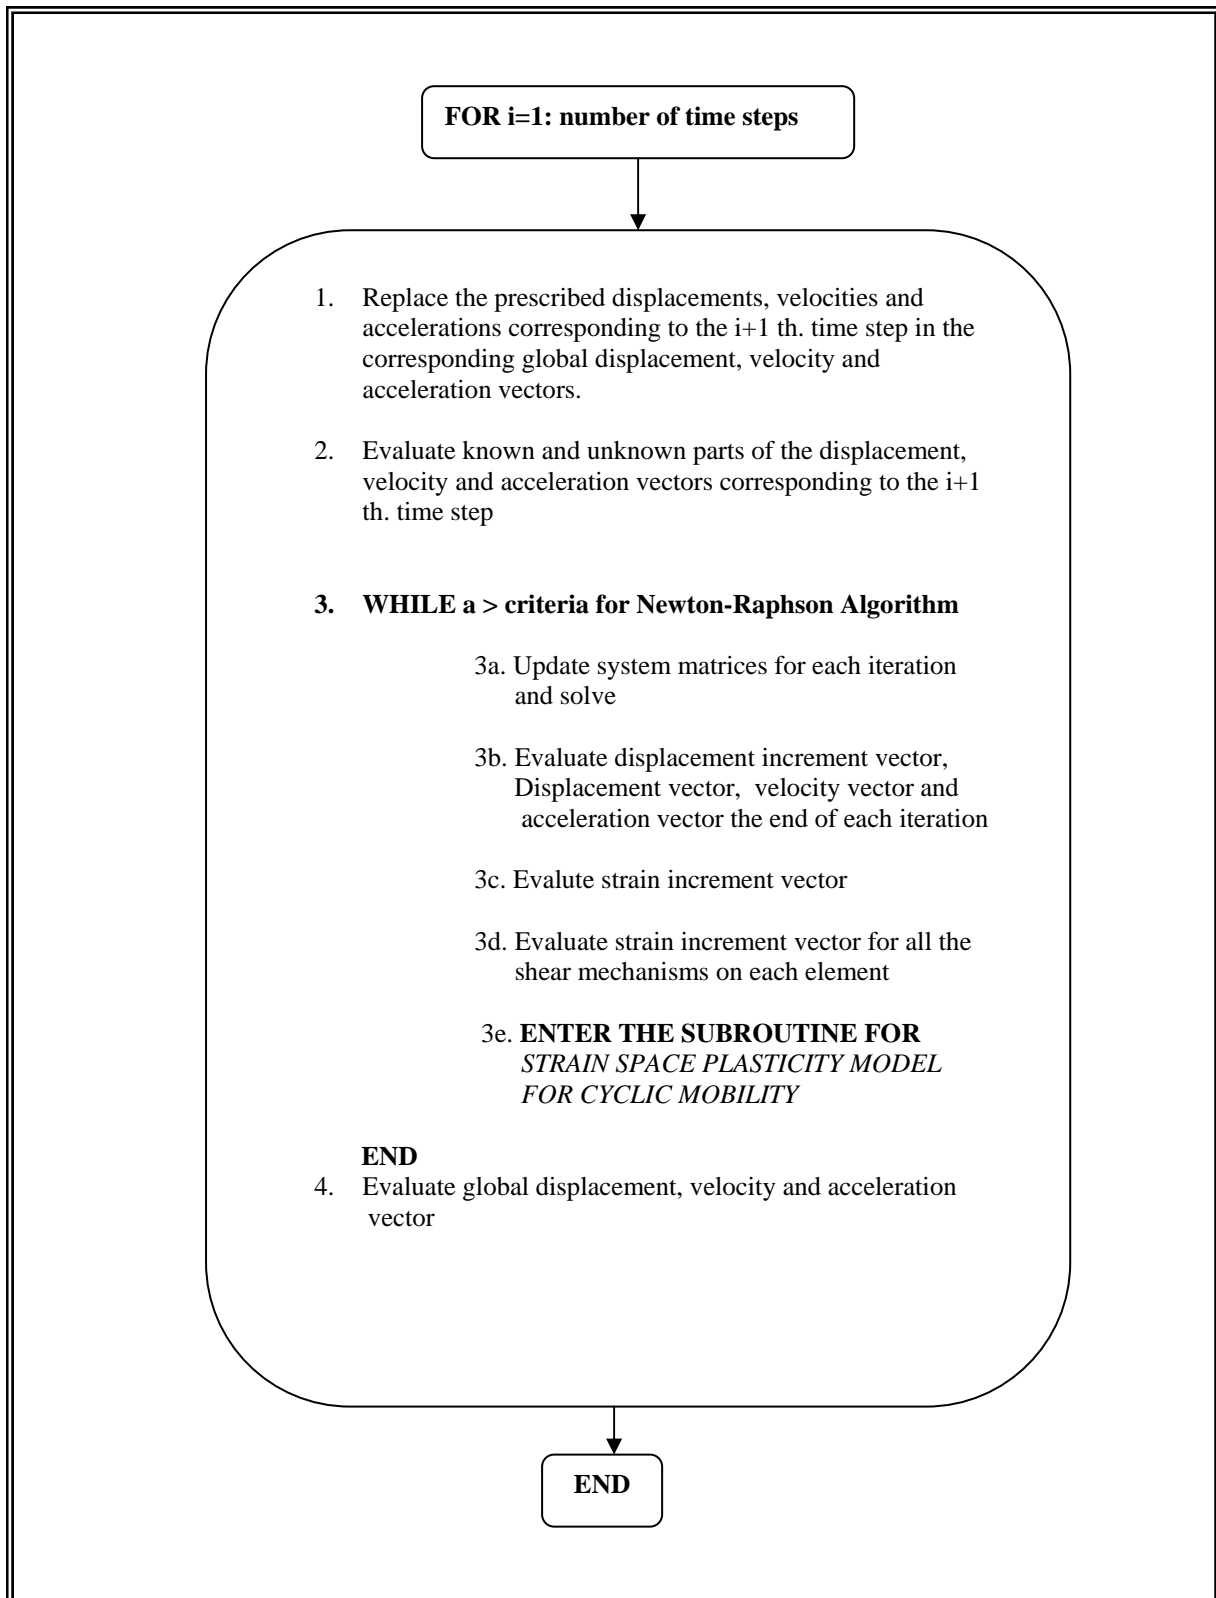 FOR i=1: number of time steps
1. Replace the prescribed displacements, velocities and
accelerations corresponding to the i+1 th. time step in the
corresponding global displacement, velocity and
acceleration vectors.
2. Evaluate known and unknown parts of the displacement,
velocity and acceleration vectors corresponding to the i+1
th. time step
3. WHILE a > criteria for Newton-Raphson Algorithm
3a. Update system matrices for each iteration
and solve
3b. Evaluate displacement increment vector,
Displacement vector, velocity vector and
acceleration vector the end of each iteration
3c. Evalute strain increment vector
3d. Evaluate strain increment vector for all the
shear mechanisms on each element
3e. ENTER THE SUBROUTINE FOR
STRAIN SPACE PLASTICITY MODEL
FOR CYCLIC MOBILITY
END
4. Evaluate global displacement, velocity and acceleration
vector
END